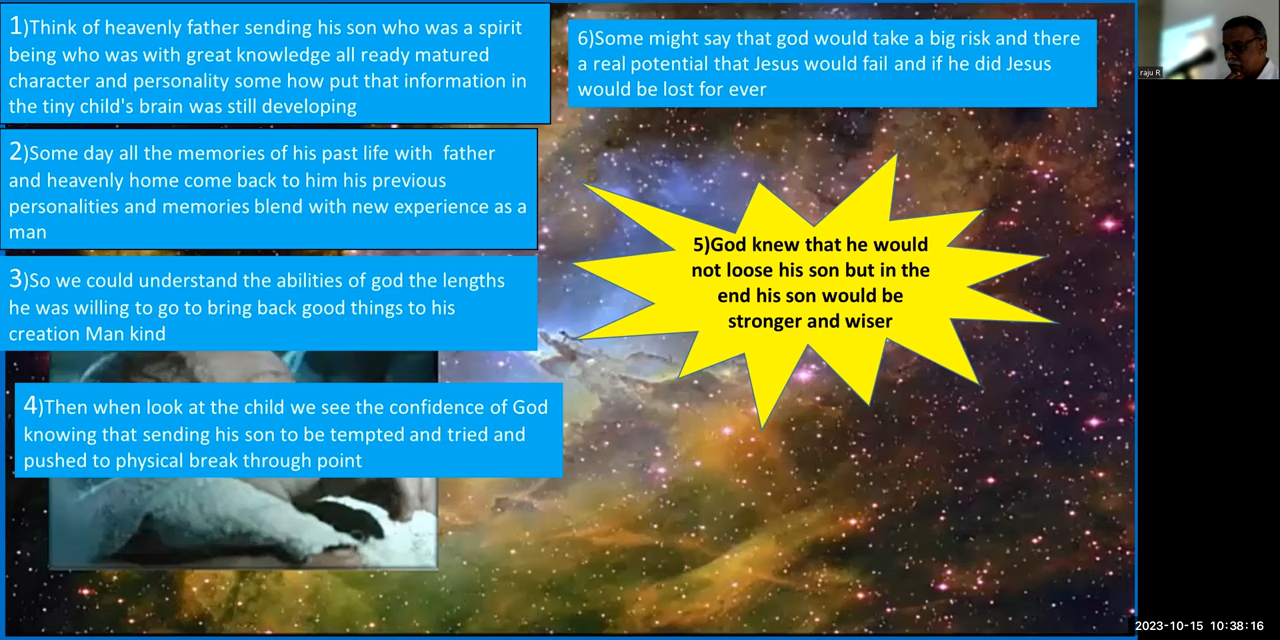 1)Think of heavenly father sending his son who was a spirit
being who was with great knowledge all ready matured
character and personality some how put that information in
the tiny child's brain was still developing
2)Some day all the memories of his past life with father
and heavenly home come back to him his previous
personalities and memories blend with new experience as a
man
3)So we could understand the abilities of god the lengths
he was willing to go to bring back good things to his
creation Man kind
4)Then when look at the child we see the confidence of God
knowing that sending his son to be tempted and tried and
pushed to physical break through point
5)God knew that he would
not loose his son but in the
end his son would be
stronger and wiser
6)Some might say that god would take a big risk and there
a real potential that Jesus would fail and if he did Jesus
would be lost for ever
raju R
2023-10-15 10:38:16